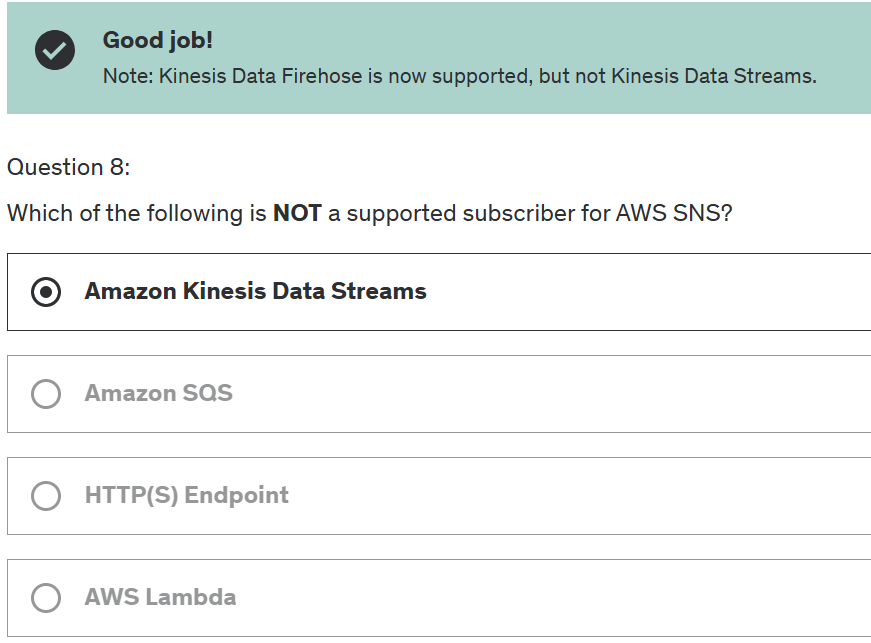 Good job!
Note: Kinesis Data Firehose is now supported, but not Kinesis Data Streams.
Question 8:
Which of the following is NOT a supported subscriber for AWS SNS?
Amazon Kinesis Data Streams
Amazon SQS
HTTP(S) Endpoint
AWS Lambda